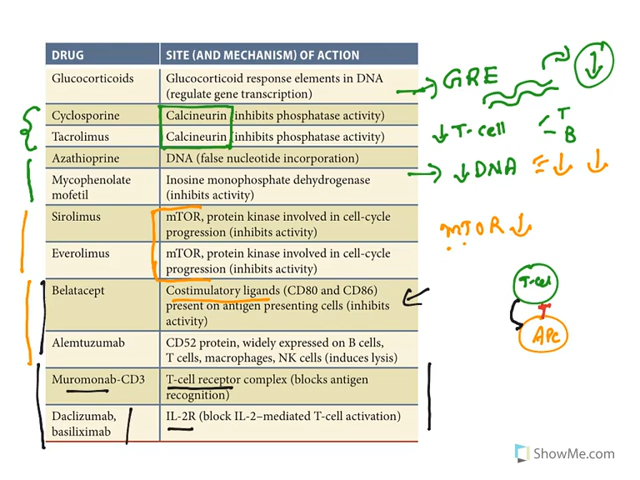 DRUG SITE (AND MECHANISM) OF ACTION
Glucocorticoids Glucocorticoid response elements in DNA
(regulate gene transcription)
Cyclosporine Calcineurin (inhibits phosphatase activity)
Tacrolimus Calcineurin (inhibits phosphatase activity)
Azathioprine DNA (false nucleotide incorporation)
Mycophenolate Inosine monophosphate dehydrogenase
mofetil (inhibits activity)
Sirolimus mTOR, protein kinase involved in cell-cycle
progression (inhibits activity)
Everolimus mTOR, protein kinase involved in cell-cycle
progression (inhibits activity)
Belatacept Costimulatory ligands (CD80 and CD86)
present on antigen presenting cells (inhibits
activity)
Alemtuzumab CD52 protein, widely expressed on B cells,
T cells, macrophages, NK cells (induces lysis)
Muromonab-CD3 T-cell receptor complex (blocks antigen
recognition)
Daclizumab, IL-2R (block IL-2–mediated T-cell activation)
basiliximab
→ GRE ↓
↓ T-cell T
B
→ ↓ DNA ↓ ↓
mTOR ↓
T-cell
APC
ShowMe.com